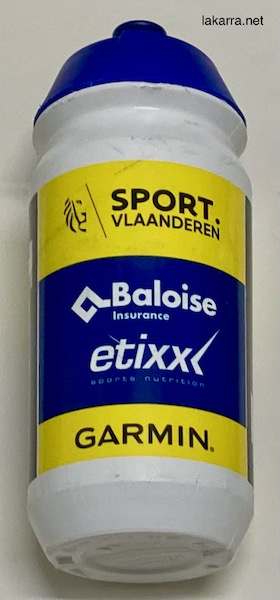 lakarra.net
SPORT.
VLAANDEREN
Baloise
Insurance
etixx
sports nutrition
GARMIN.